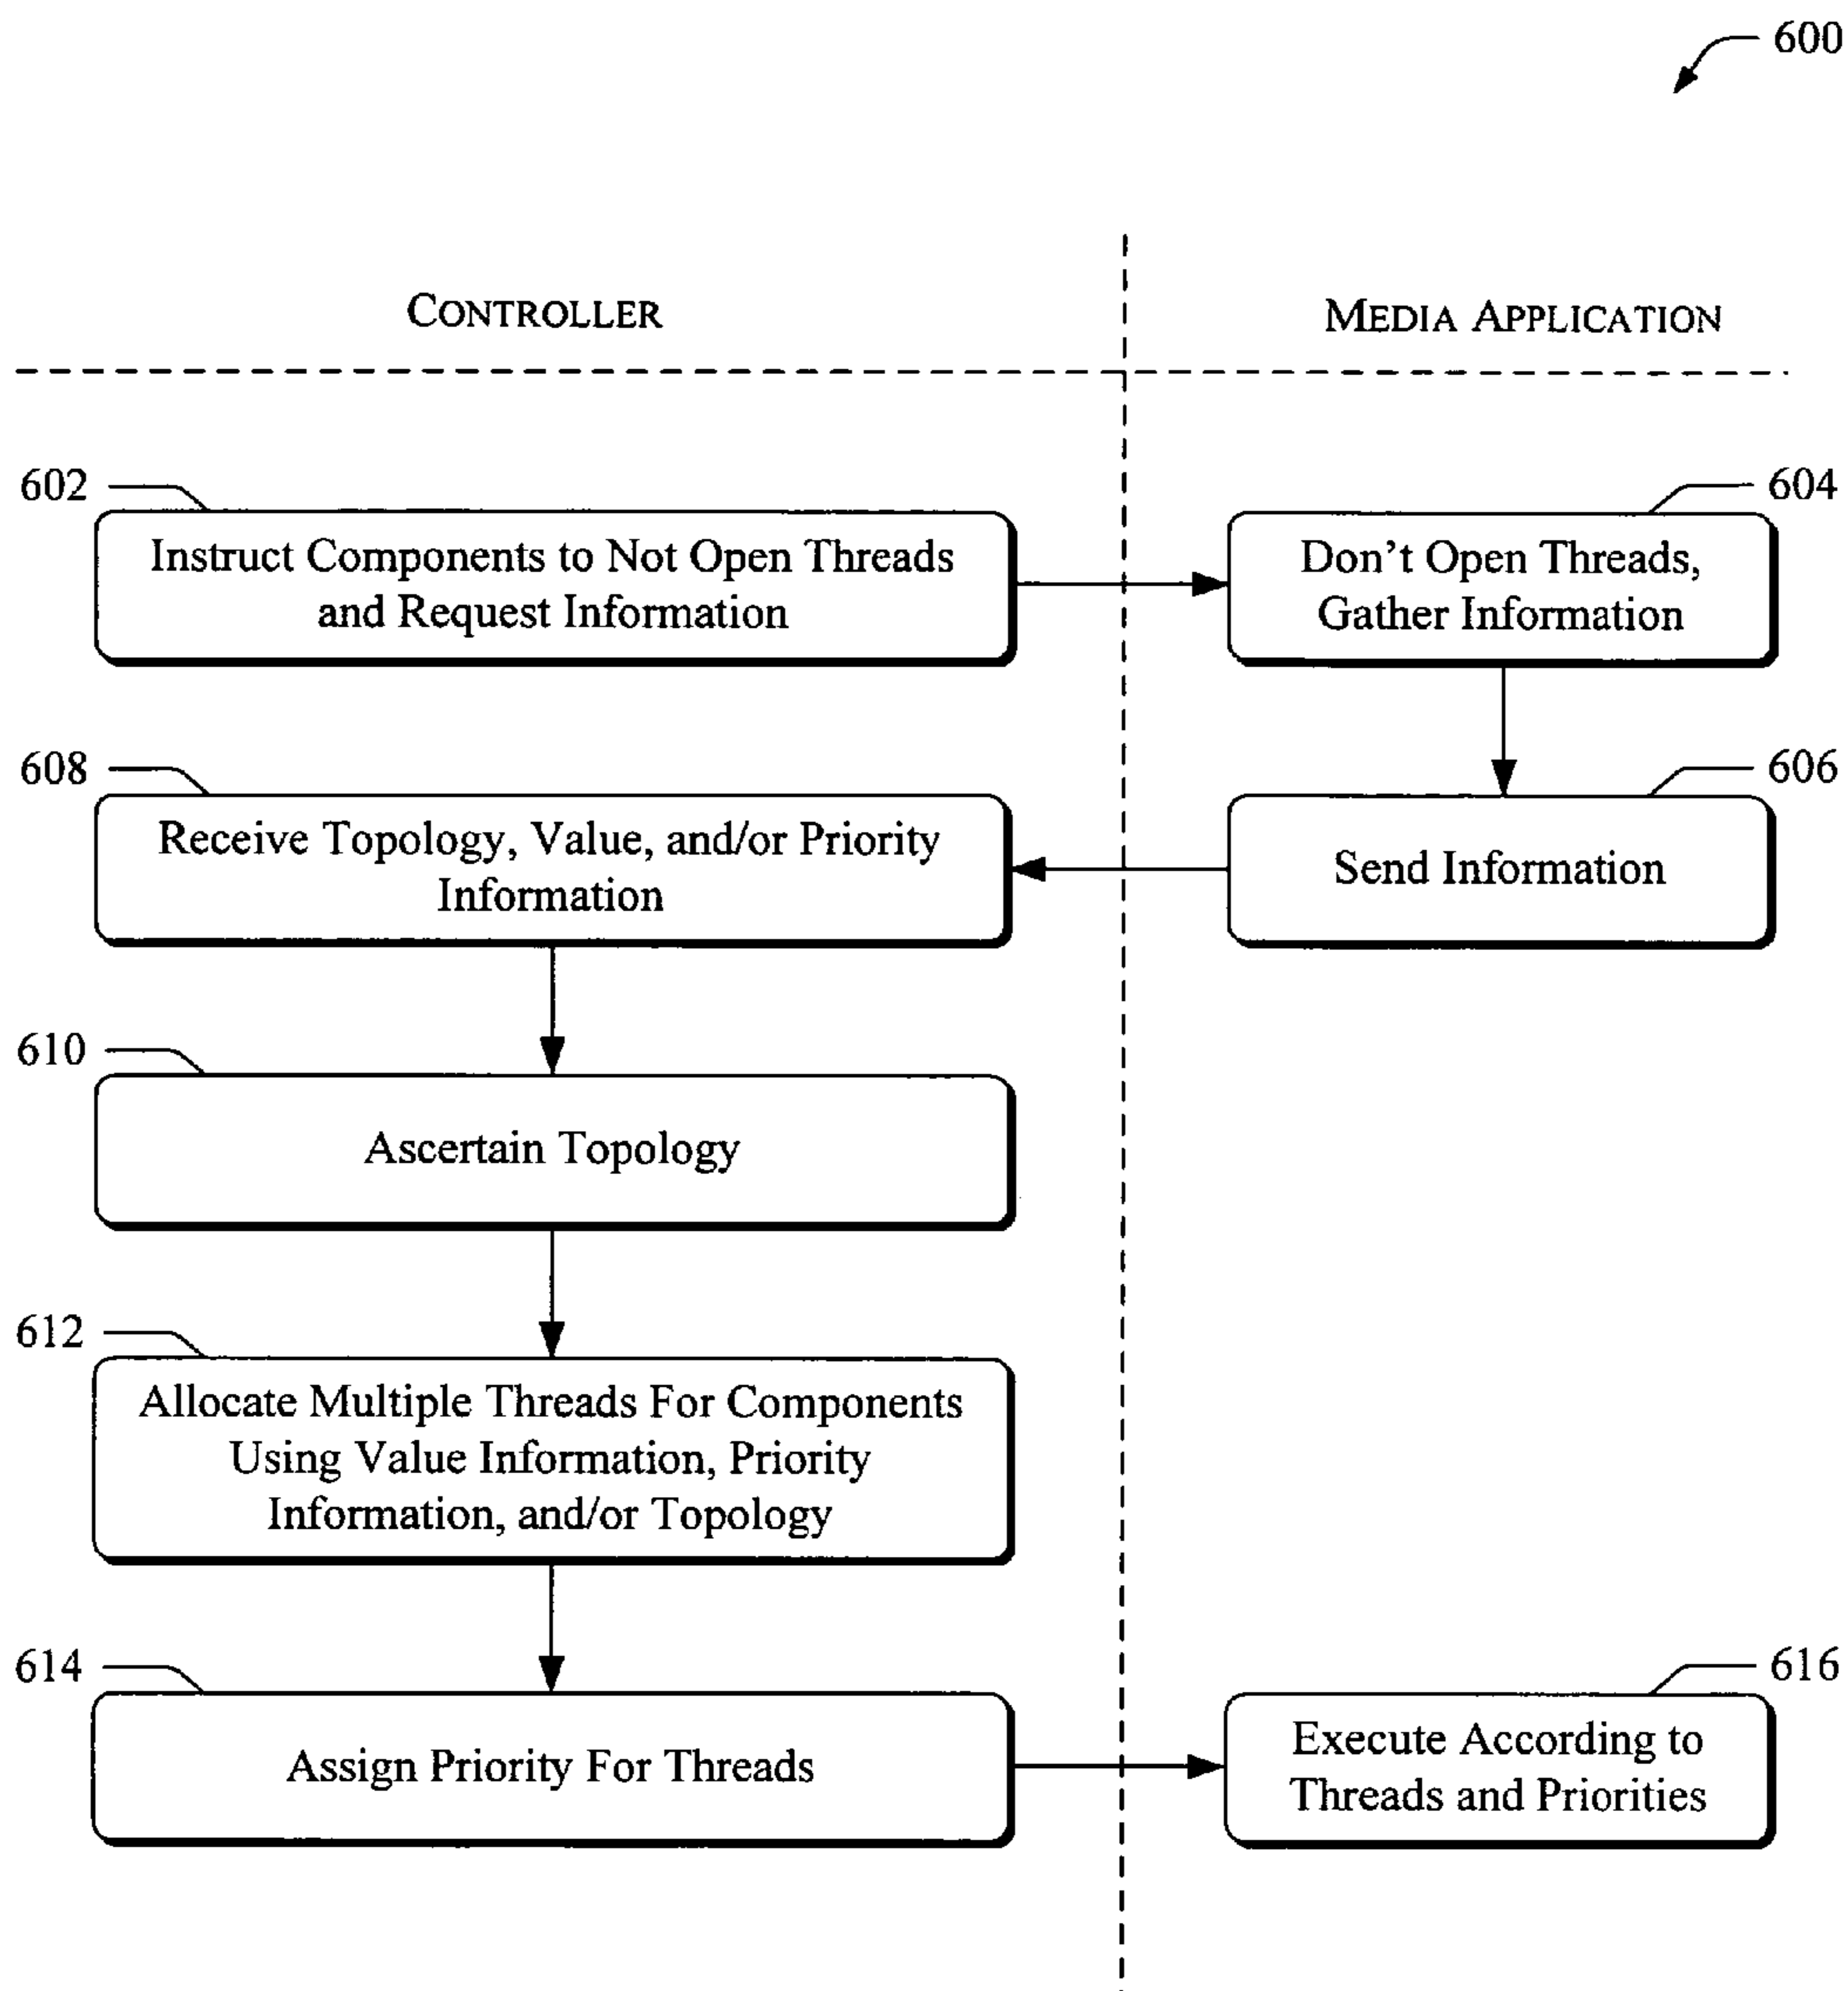 600
CONTROLLER
MEDIA APPLICATION
602
Instruct Components to Not Open Threads
and Request Information
604
Don't Open Threads,
Gather Information
608
Receive Topology, Value, and/or Priority
Information
606
Send Information
610
Ascertain Topology
612
Allocate Multiple Threads For Components
Using Value Information, Priority
Information, and/or Topology
614
Assign Priority For Threads
616
Execute According to
Threads and Priorities